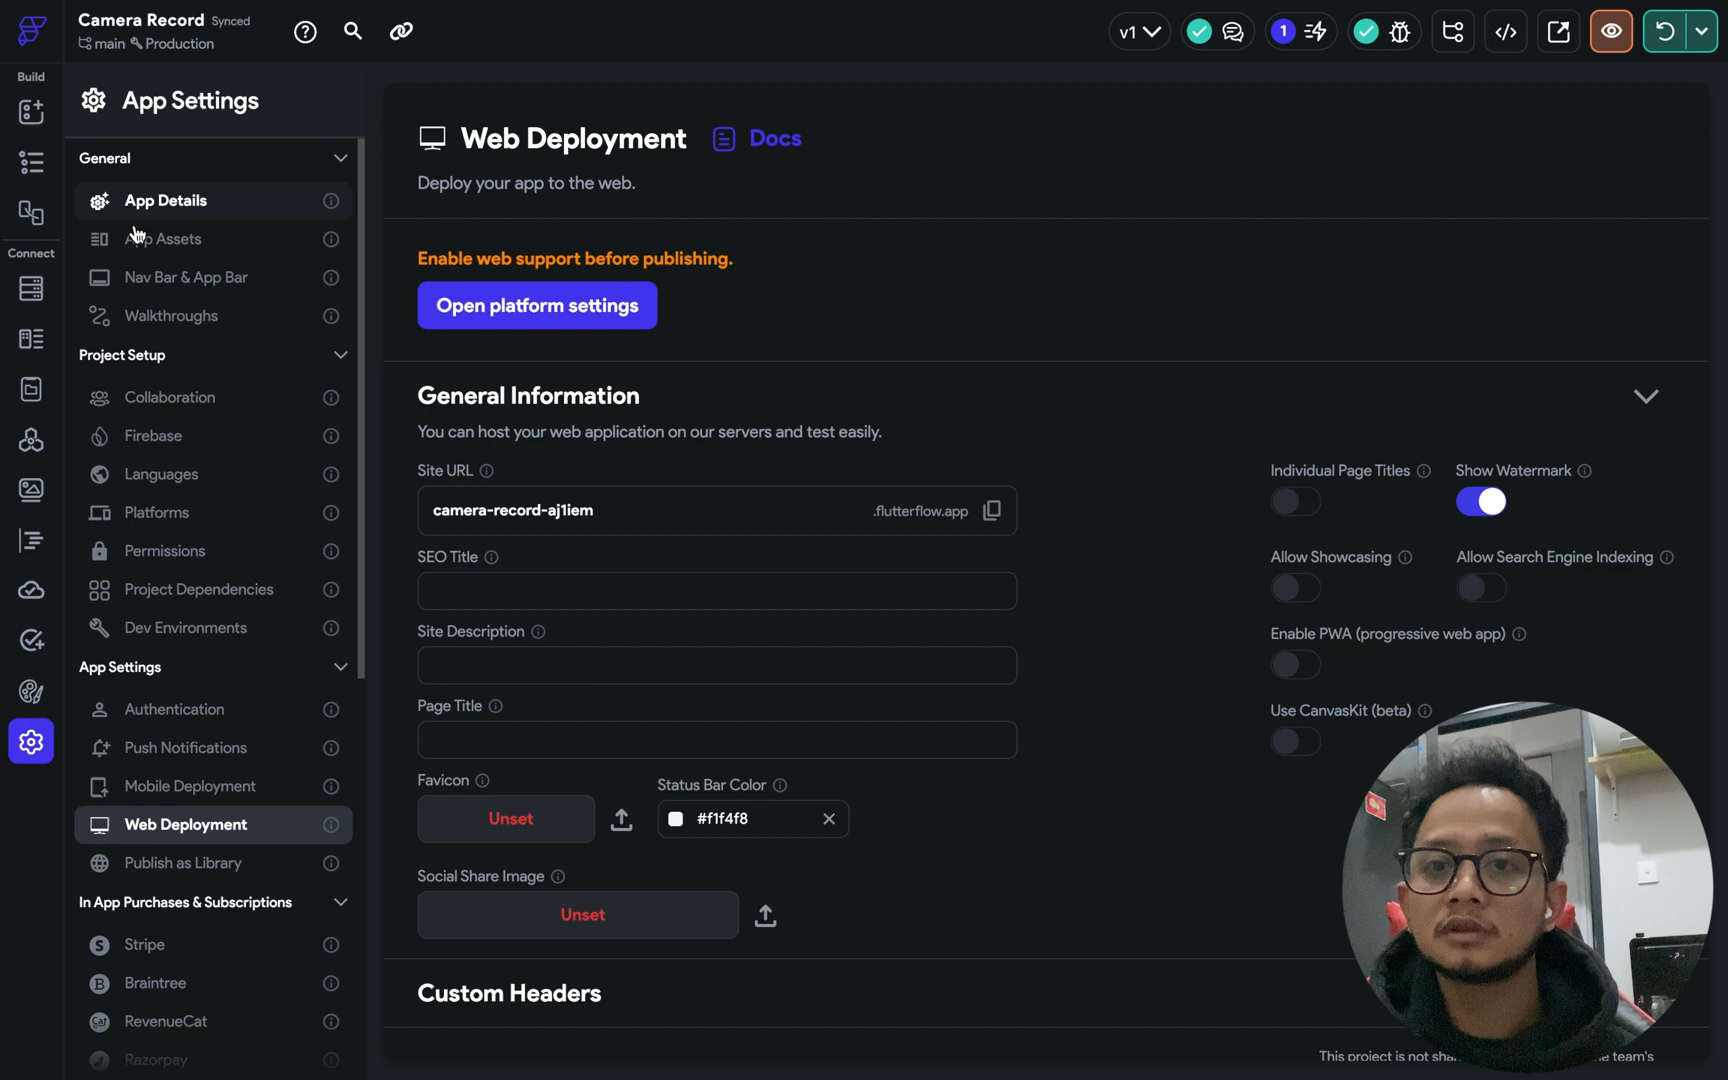 Camera Record Synced
main Production
v1
1
Build
Connect
App Settings
General
App Details
App Assets
Nav Bar & App Bar
Walkthroughs
Project Setup
Collaboration
Firebase
Languages
Platforms
Permissions
Project Dependencies
Dev Environments
App Settings
Authentication
Push Notifications
Mobile Deployment
Web Deployment
Publish as Library
In App Purchases & Subscriptions
Stripe
Braintree
RevenueCat
Razorpay
Web Deployment Docs
Deploy your app to the web.
Enable web support before publishing.
Open platform settings
General Information
You can host your web application on our servers and test easily.
Site URL
camera-record-aj1iem .flutterflow.app
SEO Title
Site Description
Page Title
Favicon
Unset
Status Bar Color
#f1f4f8
Social Share Image
Unset
Individual Page Titles
Show Watermark
Allow Showcasing
Allow Search Engine Indexing
Enable PWA (progressive web app)
Use CanvasKit (beta)
Custom Headers
This project is not team's